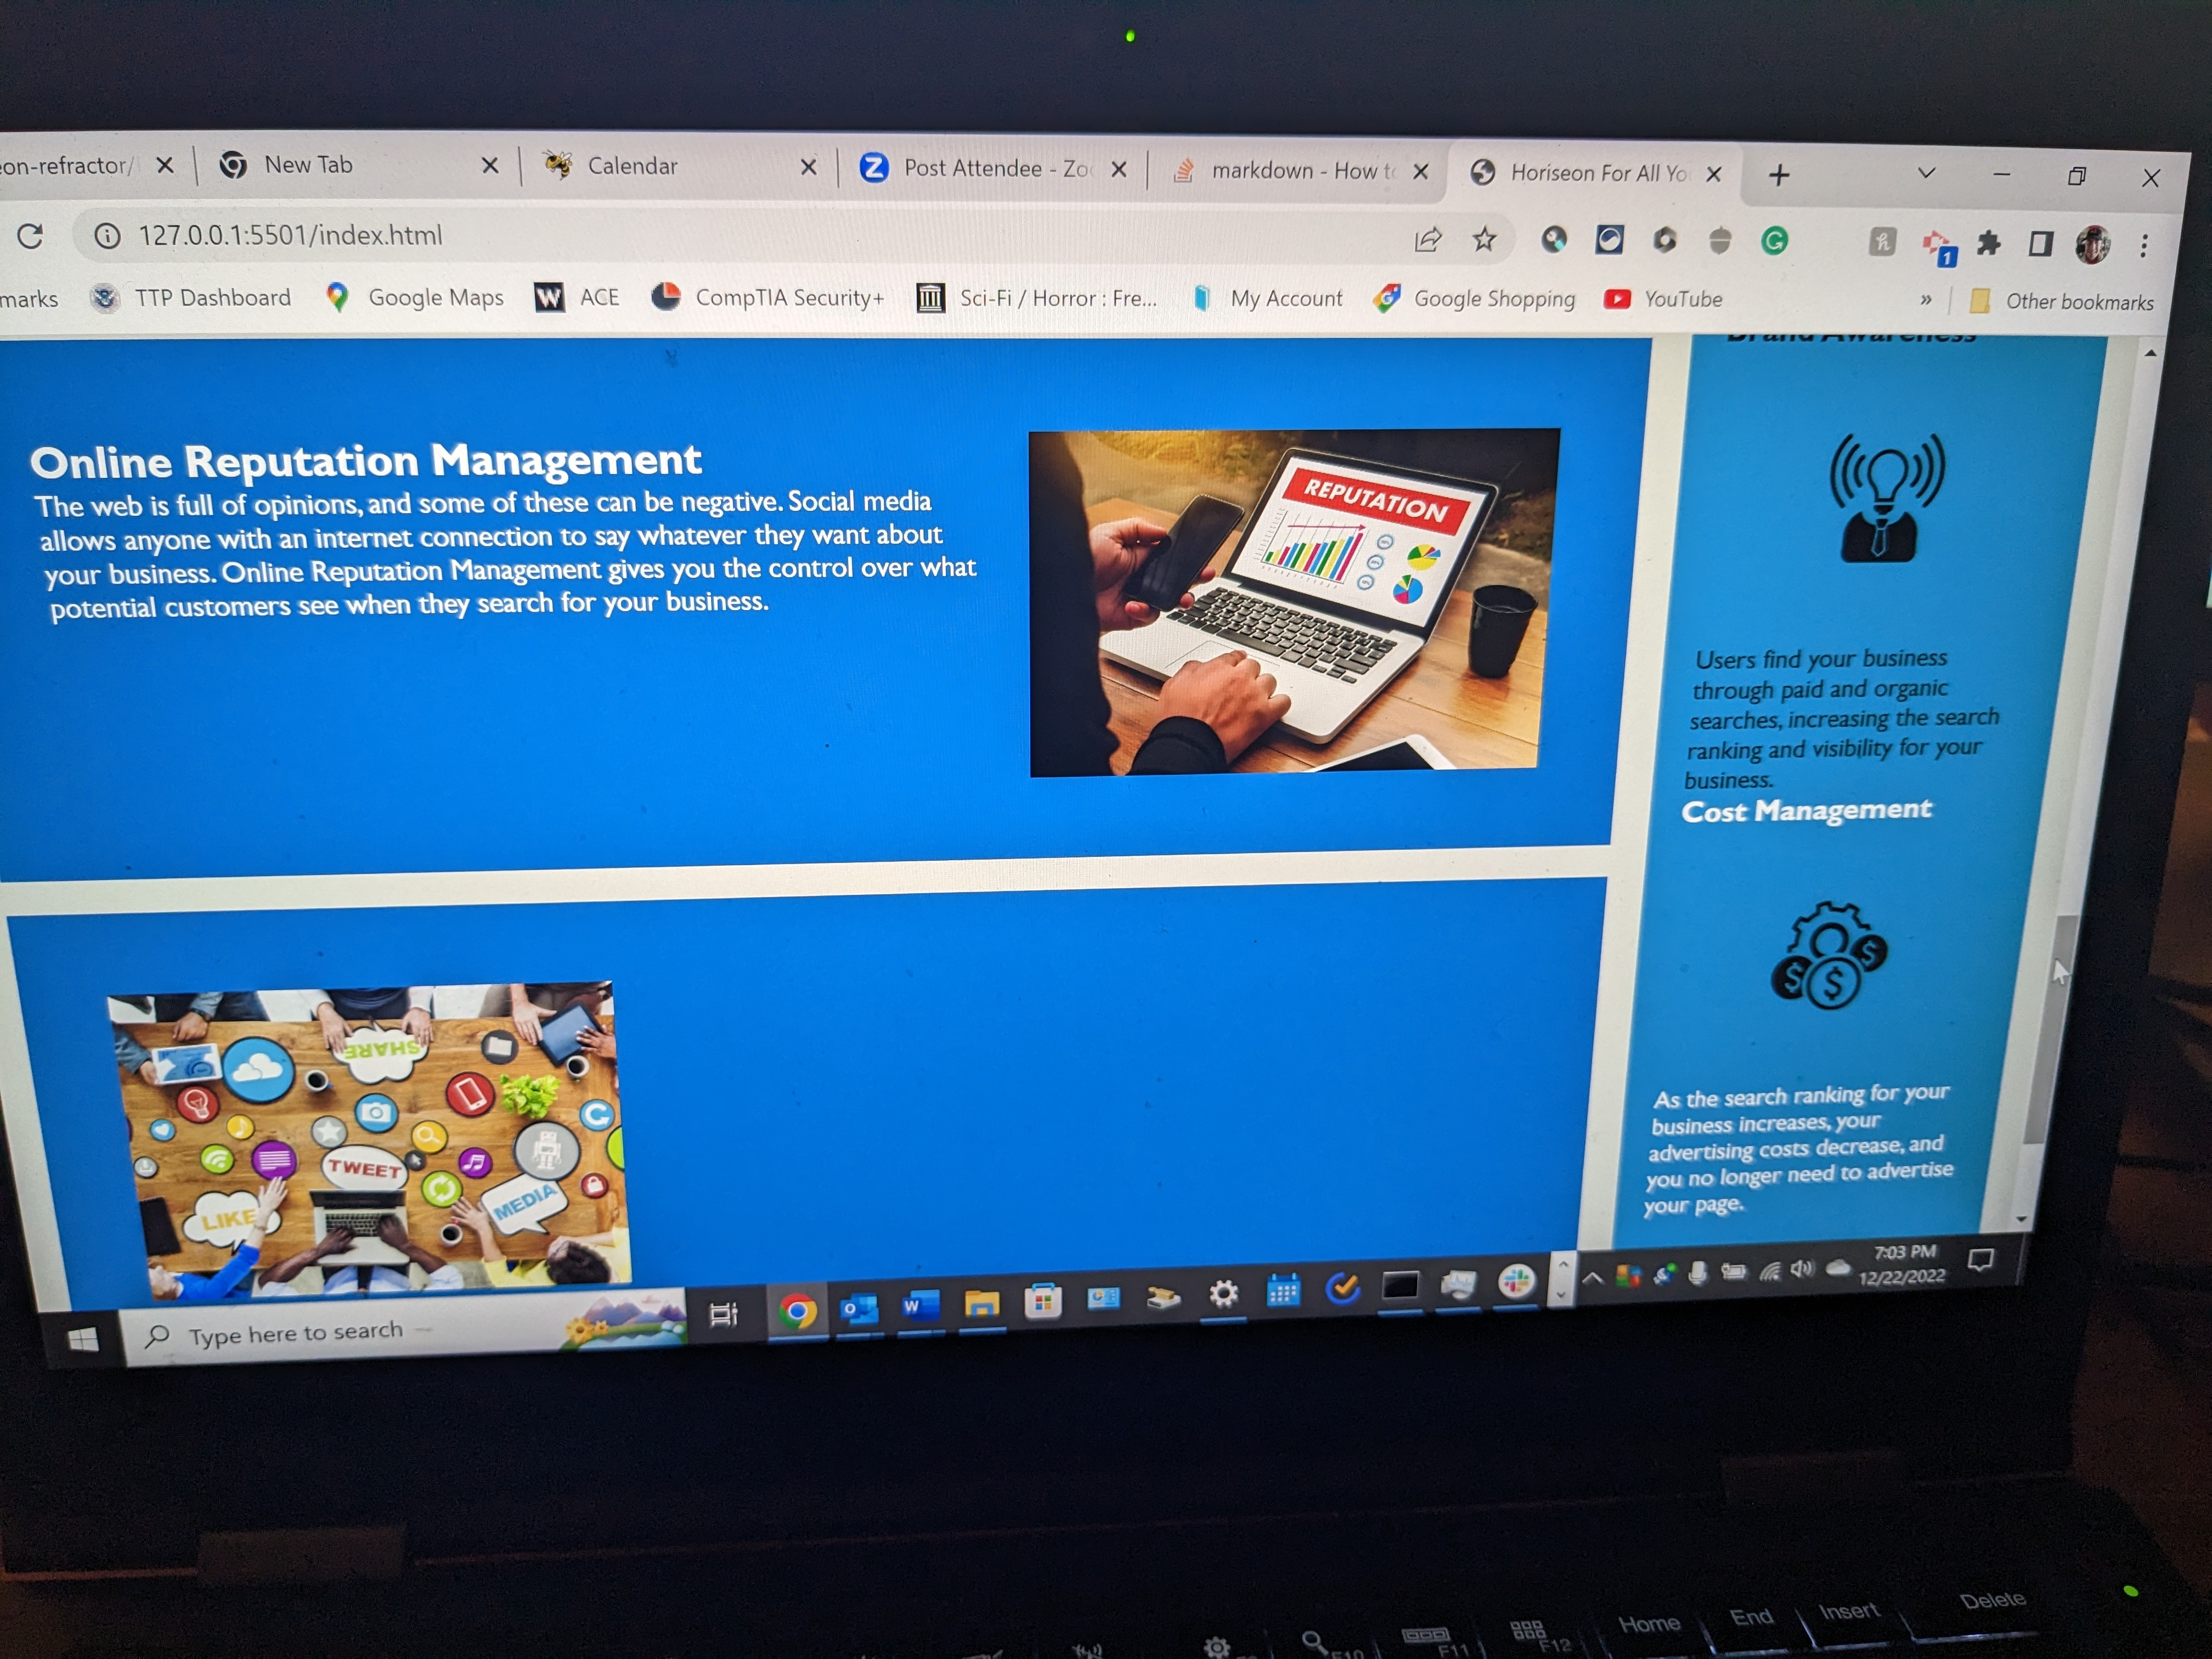 on-refractor/
New Tab
Calendar
Post Attendee - Zo
markdown - How to
Horiseon For All Yo
127.0.0.1:5501/index.html
marks
TTP Dashboard
Google Maps
W
ACE
CompTIA Security+
Sci-Fi / Horror : Fre...
My Account
Google Shopping
YouTube
»
Other bookmarks
1
Brand Awareness
Online Reputation Management
The web is full of opinions, and some of these can be negative. Social media
allows anyone with an internet connection to say whatever they want about
your business. Online Reputation Management gives you the control over what
potential customers see when they search for your business.
REPUTATION
Users find your business
through paid and organic
searches, increasing the search
ranking and visibility for your
business.
Cost Management
As the search ranking for your
business increases, your
advertising costs decrease, and
you no longer need to advertise
your page.
SHARE
TWEET
LIKE
MEDIA
Type here to search
7:03 PM
12/22/2022
F10
F11
F12
Home
End
Insert
Delete